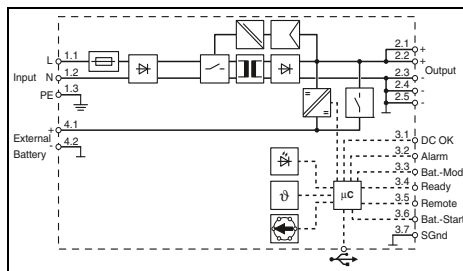 L 1.1
Input N 1.2
PE 1.3
+ 4.1
External
Battery - 4.2
2.1 +
2.2 +
2.3 - Output
2.4 -
2.5 -
= =
3.1 DC OK
3.2 Alarm
3.3 Bat.-Mode
3.4 Ready
3.5 Remote
3.6 Bat.-Start
3.7 SGnd
ϑ
µC